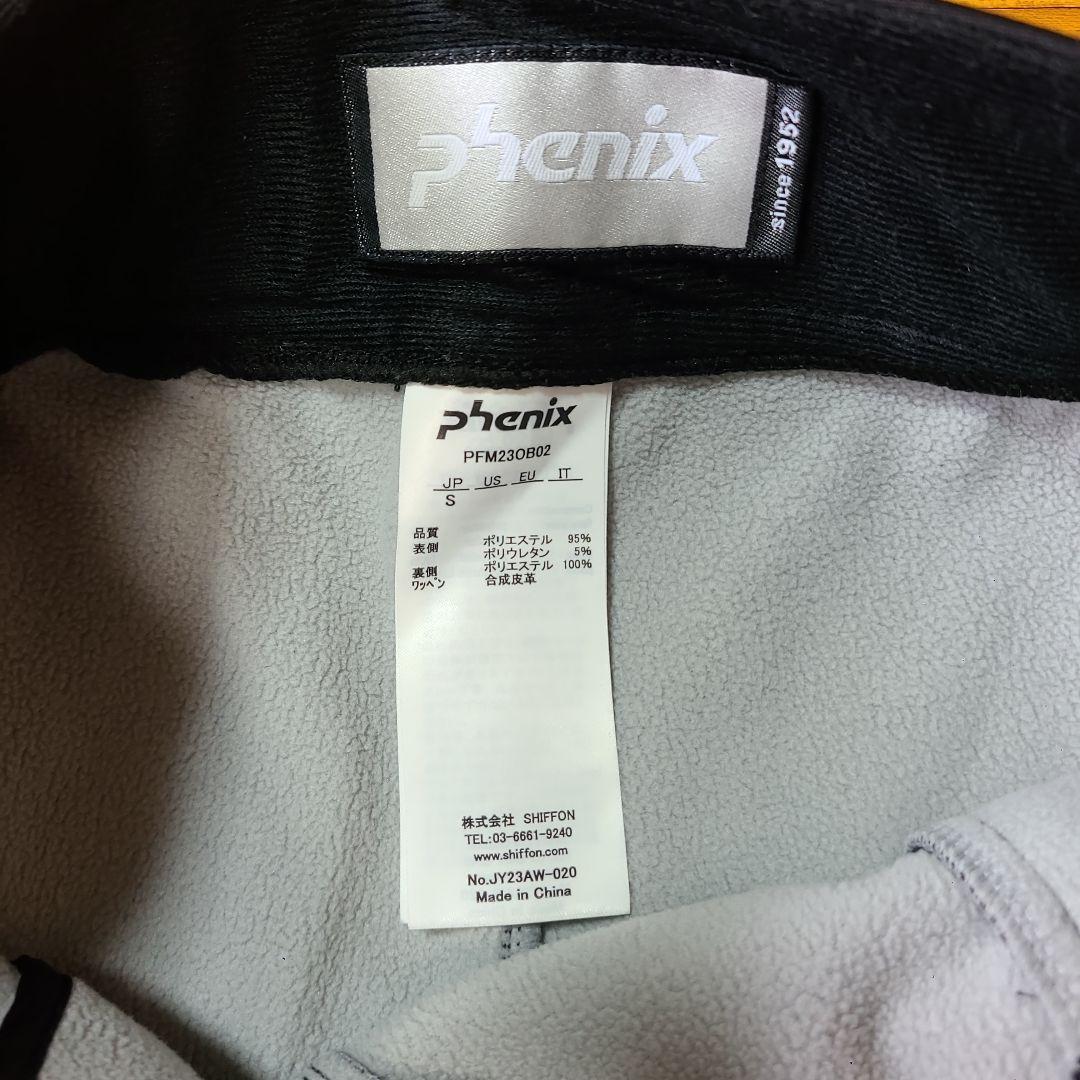 phenix
since 1952
phenix
PFM23OB02
JP US EU IT
S
品質
表側 ポリエステル 95%
ポリウレタン 5%
裏側 ポリエステル 100%
ワッペン 合成皮革
株式会社 SHIFFON
TEL:03-6661-9240
www.shiffon.com
No.JY23AW-020
Made in China